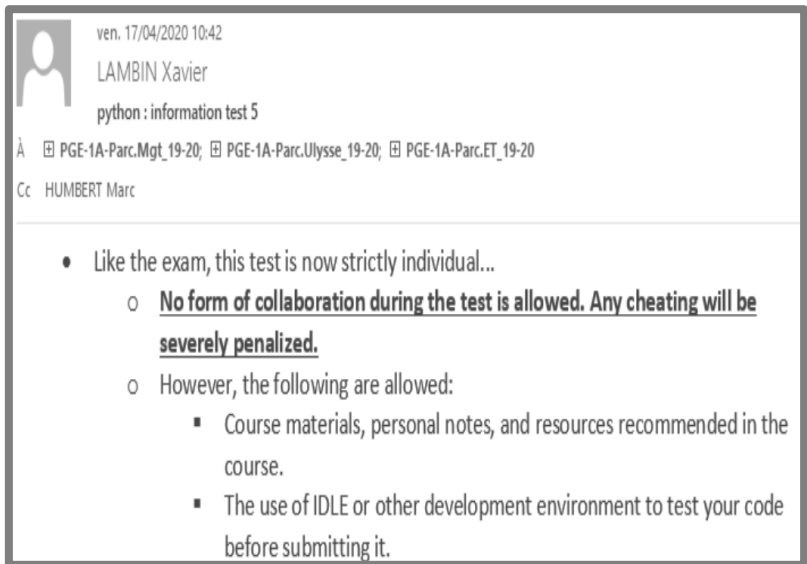 ven. 17/04/2020 10:42
LAMBIN Xavier
python : information test 5
À PGE-1A-Parc.Mgt_19-20; PGE-1A-Parc.Ulysse_19-20; PGE-1A-Parc.ET_19-20
Cc HUMBERT Marc
• Like the exam, this test is now strictly individual...
o No form of collaboration during the test is allowed. Any cheating will be
severely penalized.
o However, the following are allowed:
▪ Course materials, personal notes, and resources recommended in the
course.
▪ The use of IDLE or other development environment to test your code
before submitting it.